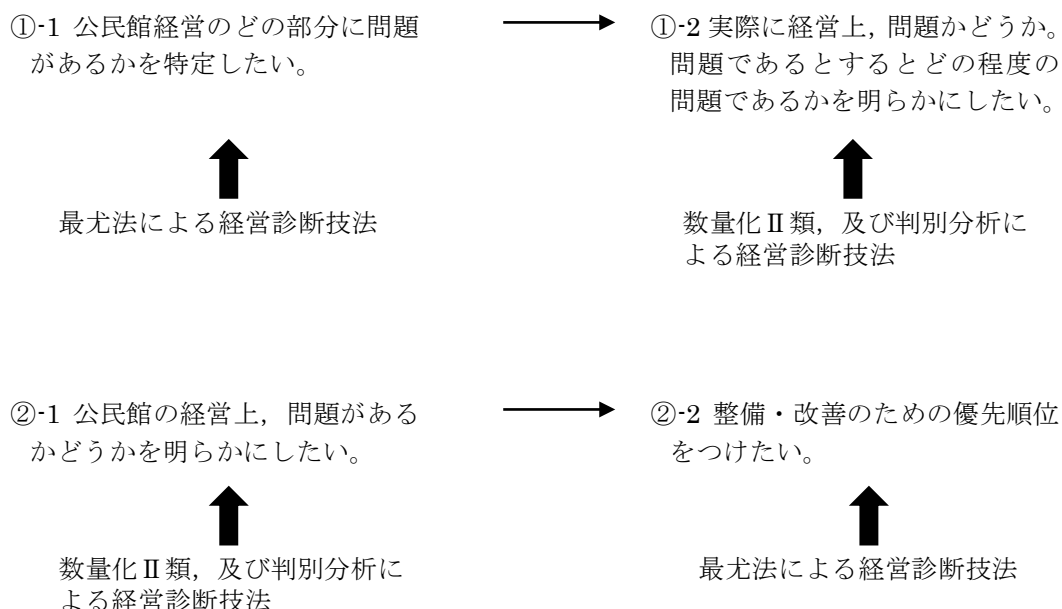 ①-1 公民館経営のどの部分に問題
があるかを特定したい。
①-2 実際に経営上，問題かどうか。
問題であるとするとどの程度の
問題であるかを明らかにしたい。
最尤法による経営診断技法
数量化Ⅱ類，及び判別分析に
よる経営診断技法
②-1 公民館の経営上，問題がある
かどうかを明らかにしたい。
②-2 整備・改善のための優先順位
をつけたい。
数量化Ⅱ類，及び判別分析に
よる経営診断技法
最尤法による経営診断技法